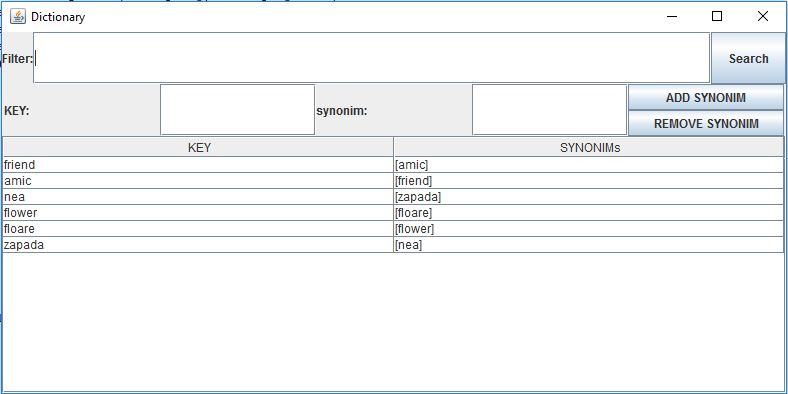 Dictionary
Filter:
Search
KEY:
synonim:
ADD SYNONIM
REMOVE SYNONIM
KEY SYNONIMs
friend [amic]
amic [friend]
nea [zapada]
flower [floare]
floare [flower]
zapada [nea]